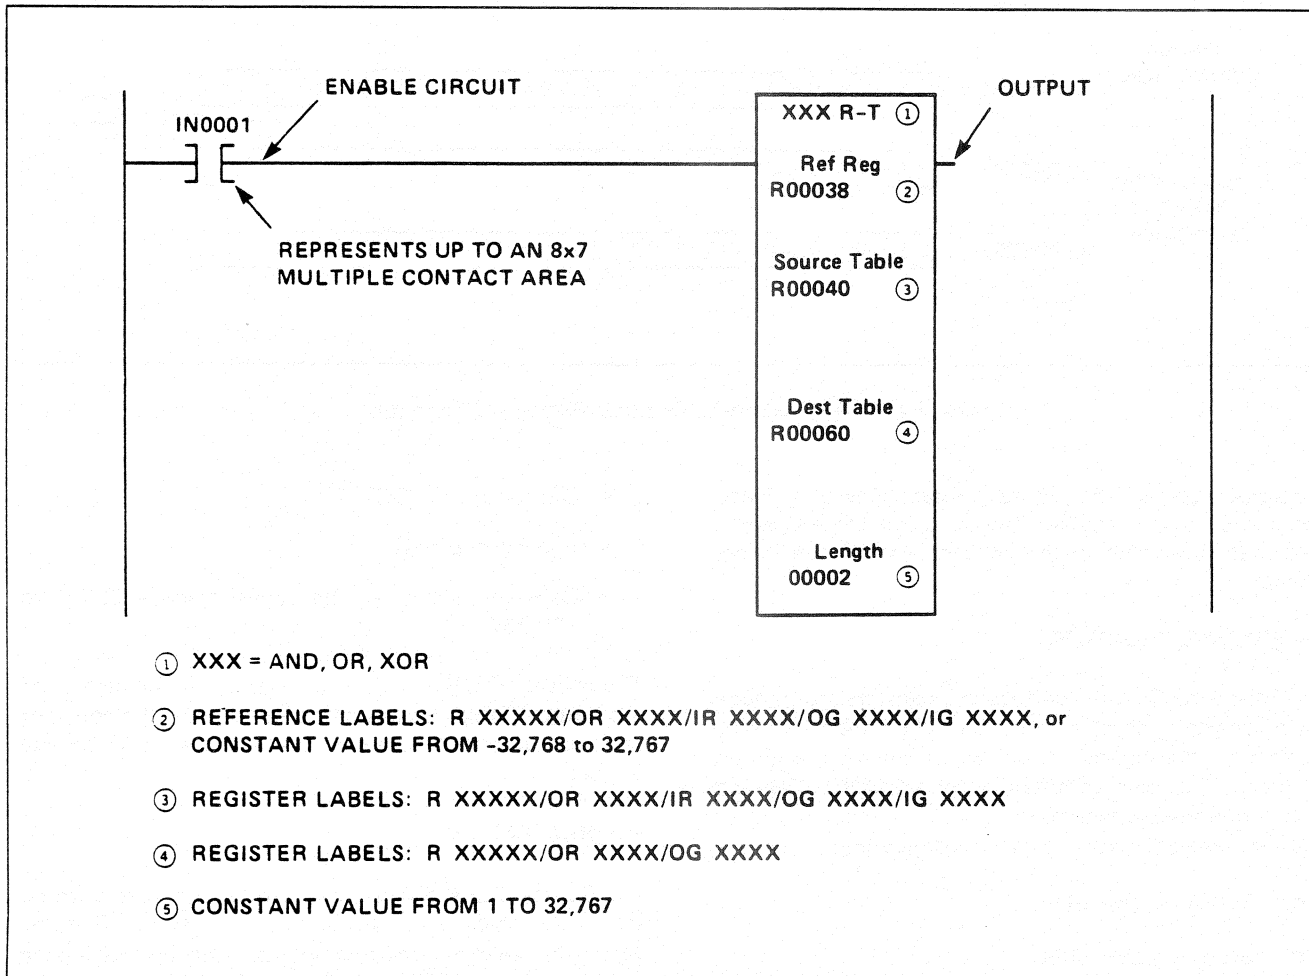 ENABLE CIRCUIT
OUTPUT
IN0001
XXX R-T ①
Ref Reg
R00038 ②
REPRESENTS UP TO AN 8x7
MULTIPLE CONTACT AREA
Source Table
R00040 ③
Dest Table
R00060 ④
Length
00002 ⑤
① XXX = AND, OR, XOR
② REFERENCE LABELS: R XXXXX/OR XXXX/IR XXXX/OG XXXX/IG XXXX, or
CONSTANT VALUE FROM -32,768 to 32,767
③ REGISTER LABELS: R XXXXX/OR XXXX/IR XXXX/OG XXXX/IG XXXX
④ REGISTER LABELS: R XXXXX/OR XXXX/OG XXXX
⑤ CONSTANT VALUE FROM 1 TO 32,767